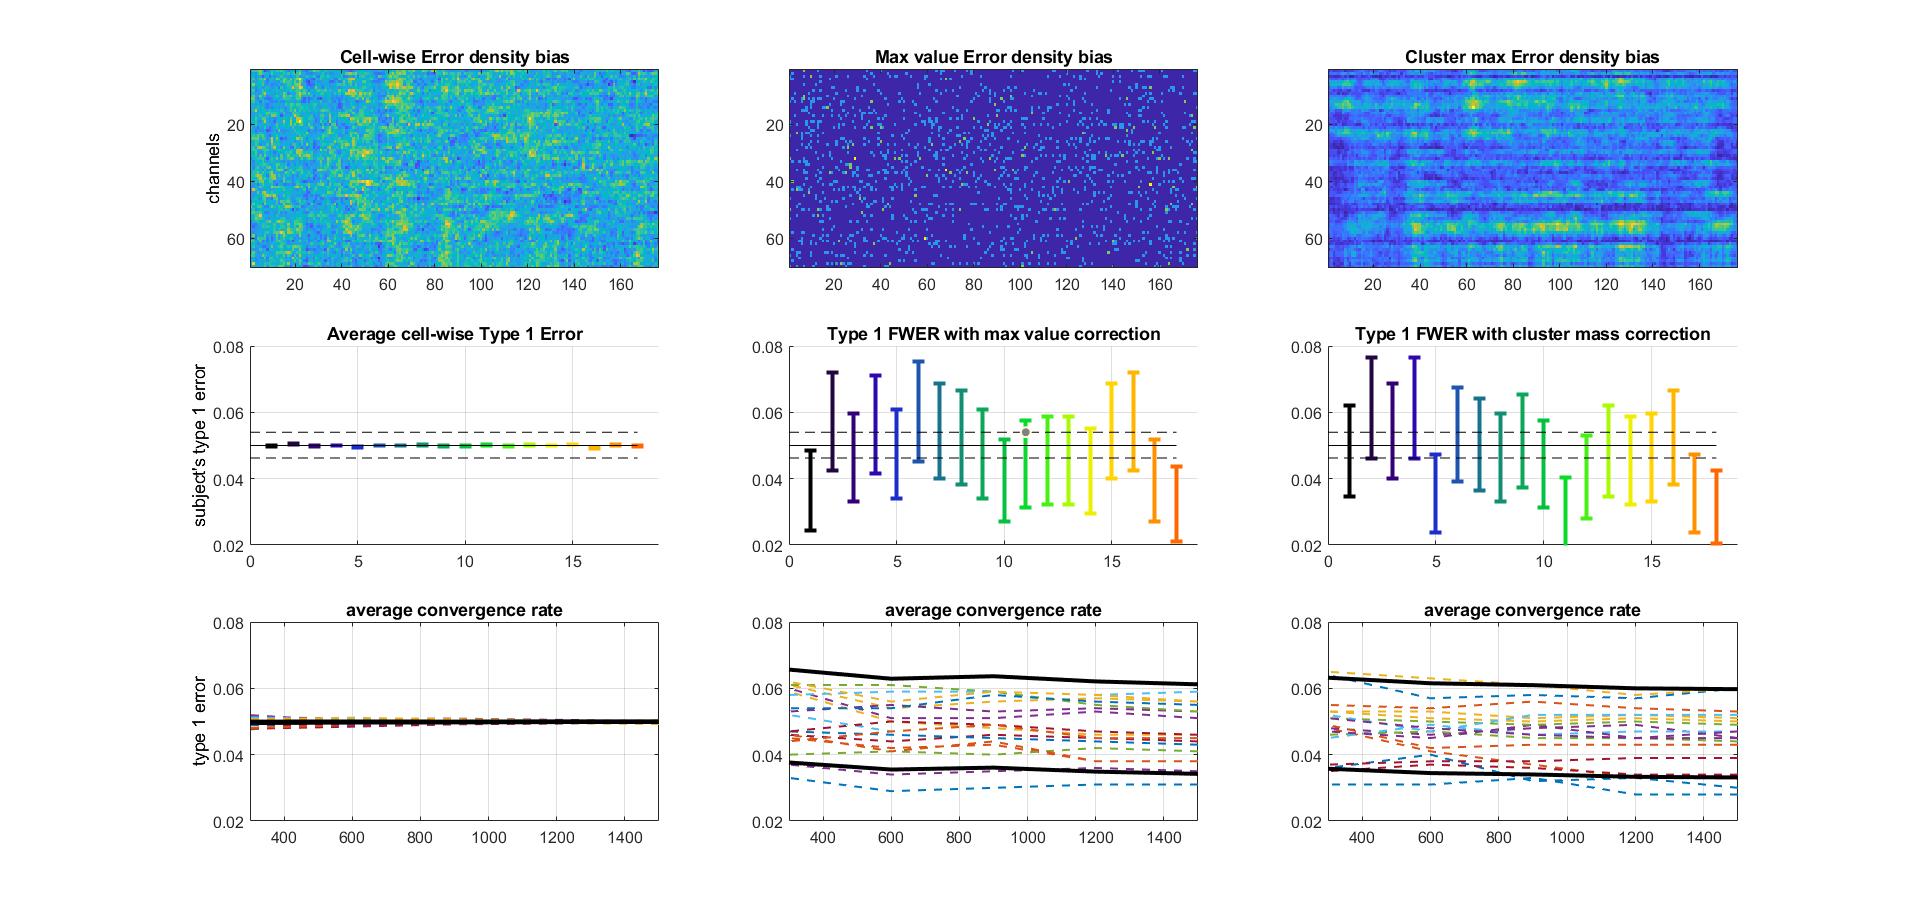 Cell-wise Error density bias
Max value Error density bias
Cluster max Error density bias
channels
20
40
60
20 40 60 80 100 120 140 160
20
40
60
20 40 60 80 100 120 140 160
20
40
60
20 40 60 80 100 120 140 160
Average cell-wise Type 1 Error
Type 1 FWER with max value correction
Type 1 FWER with cluster mass correction
subject's type 1 error
0.08
0.06
0.04
0.02
0 5 10 15
0.08
0.06
0.04
0.02
0 5 10 15
0.08
0.06
0.04
0.02
0 5 10 15
average convergence rate
average convergence rate
average convergence rate
type 1 error
0.08
0.06
0.04
0.02
400 600 800 1000 1200 1400
0.08
0.06
0.04
0.02
400 600 800 1000 1200 1400
0.08
0.06
0.04
0.02
400 600 800 1000 1200 1400